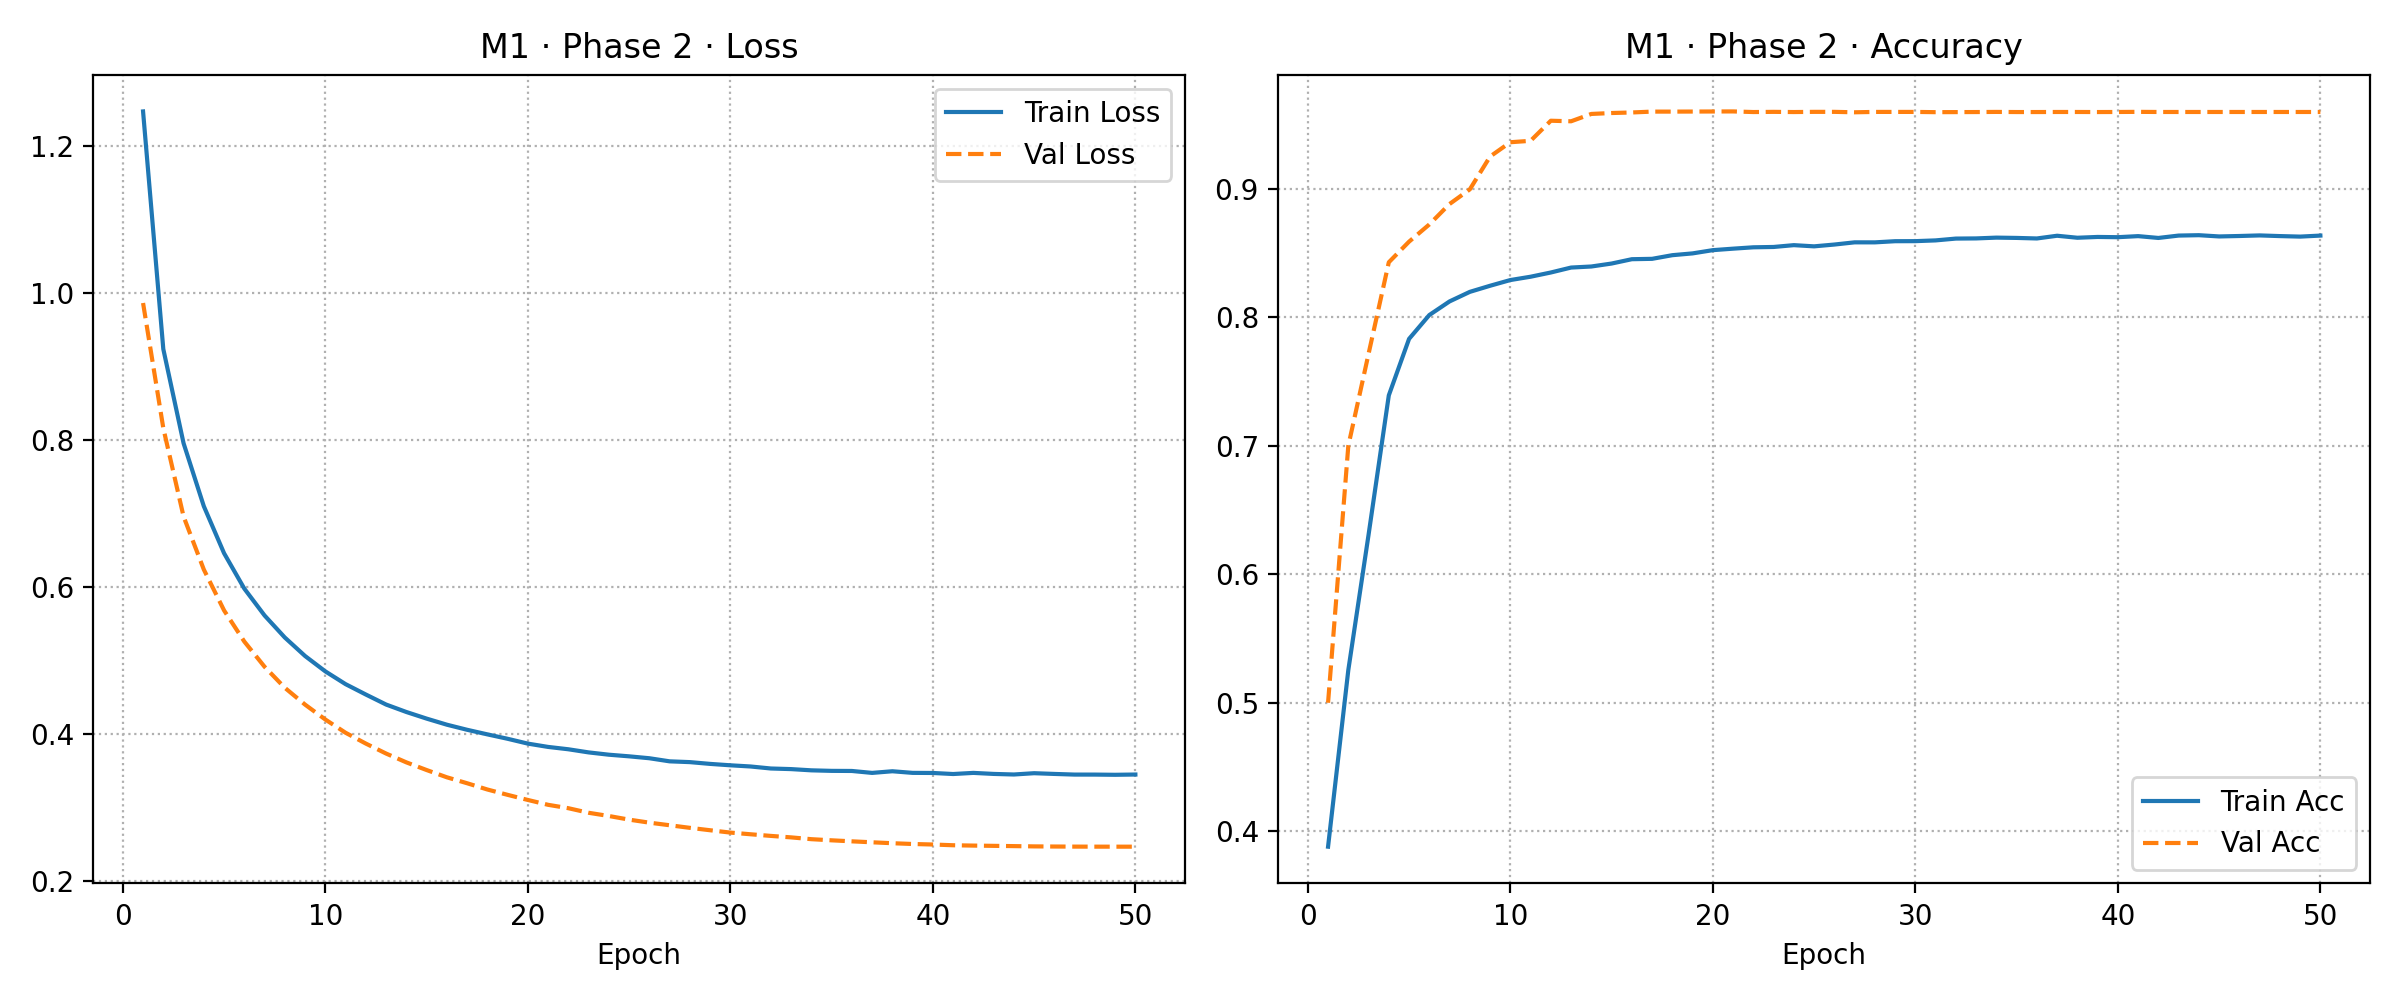 M1 · Phase 2 · Loss
Train Loss
Val Loss
1.2
1.0
0.8
0.6
0.4
0.2
0 10 20 30 40 50
Epoch
M1 · Phase 2 · Accuracy
0.9
0.8
0.7
0.6
0.5
0.4
Train Acc
Val Acc
0 10 20 30 40 50
Epoch